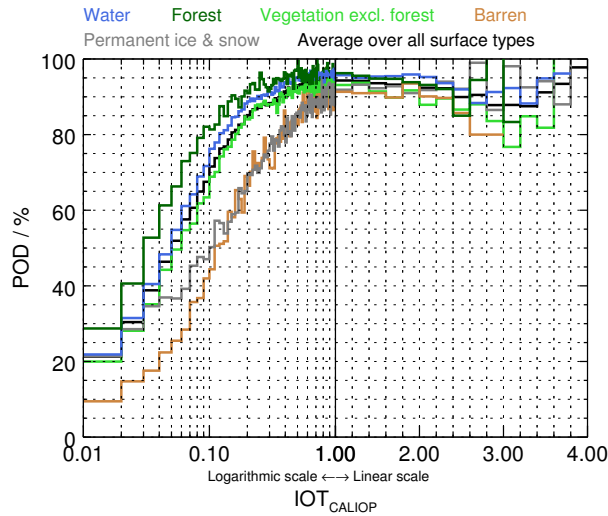 Water Forest Vegetation excl. forest Barren
Permanent ice & snow Average over all surface types
100
80
60
40
20
0
POD / %
0.01 0.10 1.00 1.00 2.00 3.00 4.00
Logarithmic scale ←→ Linear scale
IOT_CALIOP